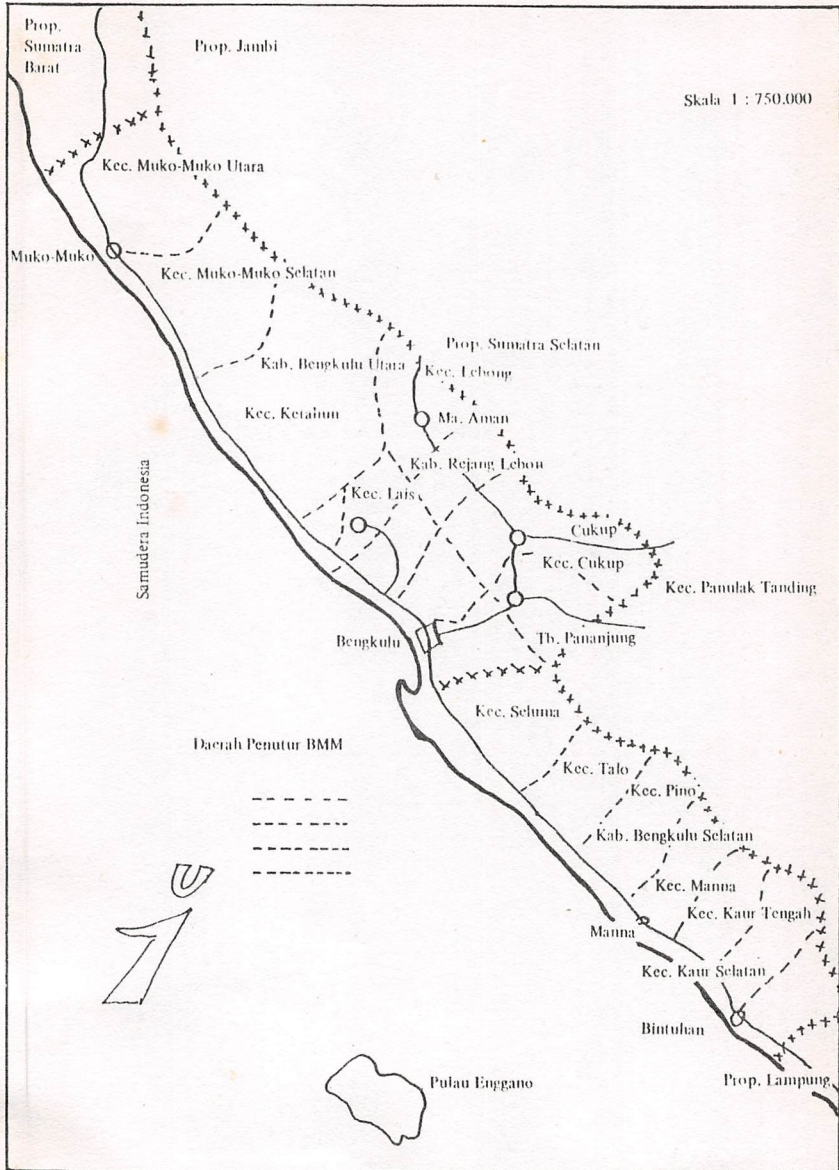 Prop.
Sumatra
Barat
Prop. Jambi
Skala 1 : 750.000
Kec. Muko-Muko Utara
Muko-Muko
Kec. Muko-Muko Selatan
Prop. Sumatra Selatan
Kab. Bengkulu Utara
Kec. Lebong
Kec. Ketahun
Ma. Aman
Kab. Rejang Lebon
Samudera Indonesia
Kec. Lais
Cukup
Kec. Cukup
Kec. Panulak Tanding
Bengkulu
Tb. Pananjung
Kec. Seluma
Daerah Penutur BMM
Kec. Talo
Kec. Pino
Kab. Bengkulu Selatan
U
Kec. Manna
Kec. Kaur Tengah
Manna
Kec. Kaur Selatan
Bintuhan
Pulau Enggano
Prop. Lampung